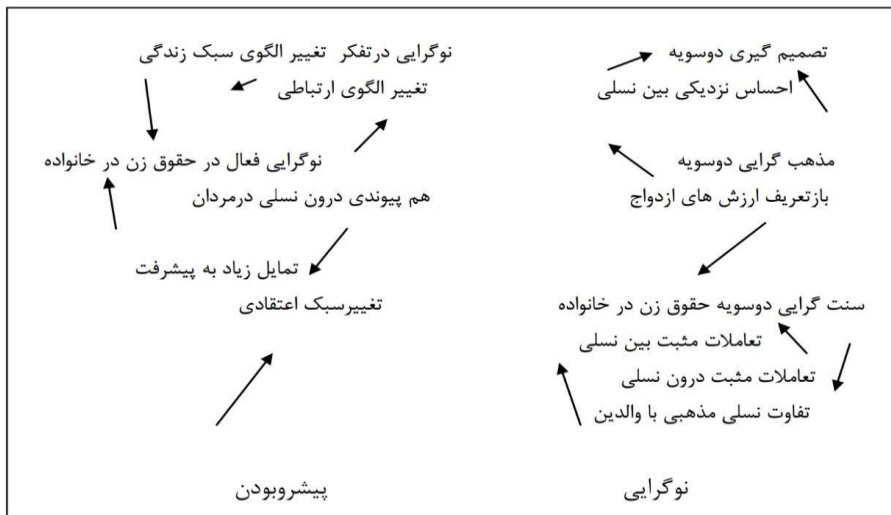 تصمیم گیری دوسویه
احساس نزدیکی بین نسلی
مذهب گرایی دوسویه
بازتعریف ارزش های ازدواج
سنت گرایی دوسویه حقوق زن در خانواده
تعاملات مثبت بین نسلی
تعاملات مثبت درون نسلی
تفاوت نسلی مذهبی با والدین
نوگرایی
نوگرایی درتفکر تغییر الگوی سبک زندگی
تغییر الگوی ارتباطی
نوگرایی فعال در حقوق زن در خانواده
هم پیوندی درون نسلی درمردان
تمایل زیاد به پیشرفت
تغییرسبک اعتقادی
پیشروبودن